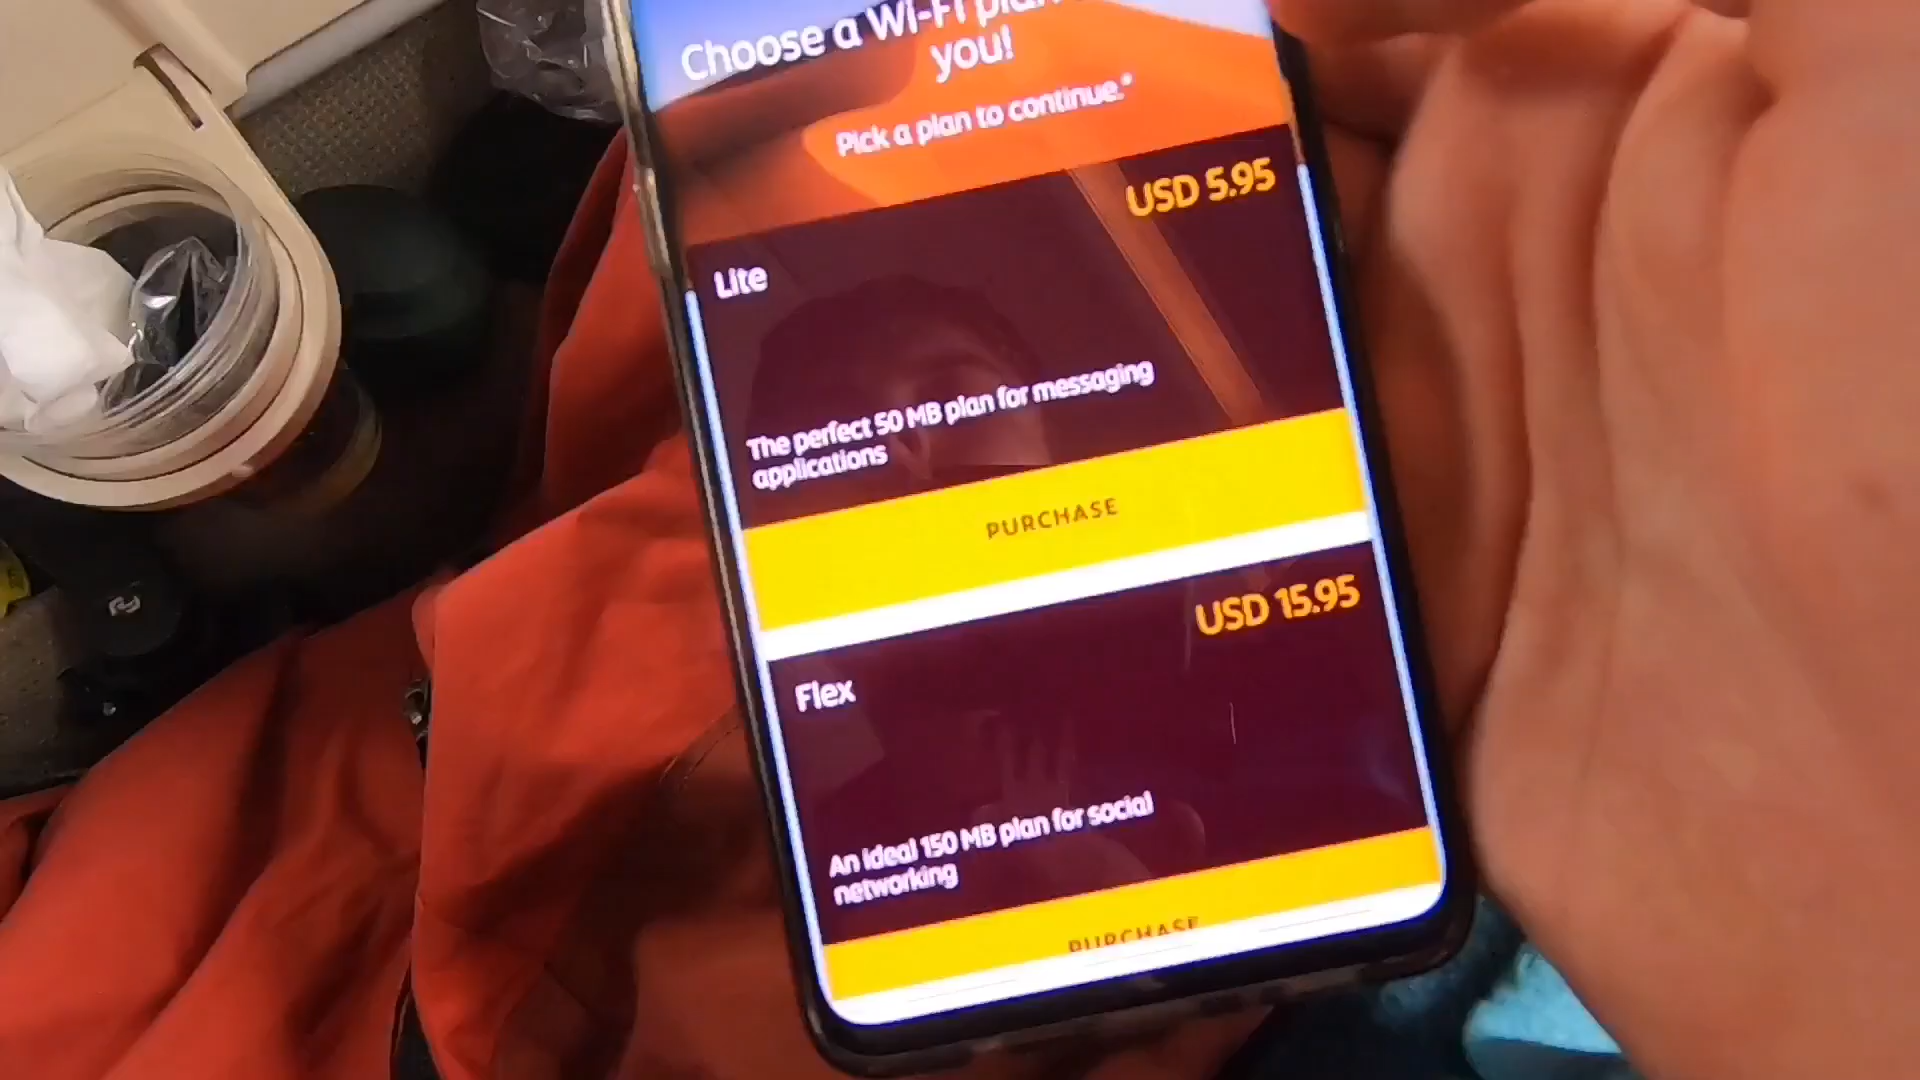 Choose a Wi-Fi plan
you!
Pick a plan to continue.*
USD 5.95
Lite
The perfect 50 MB plan for messaging
applications
PURCHASE
USD 15.95
Flex
An ideal 150 MB plan for social
networking
PURCHASE